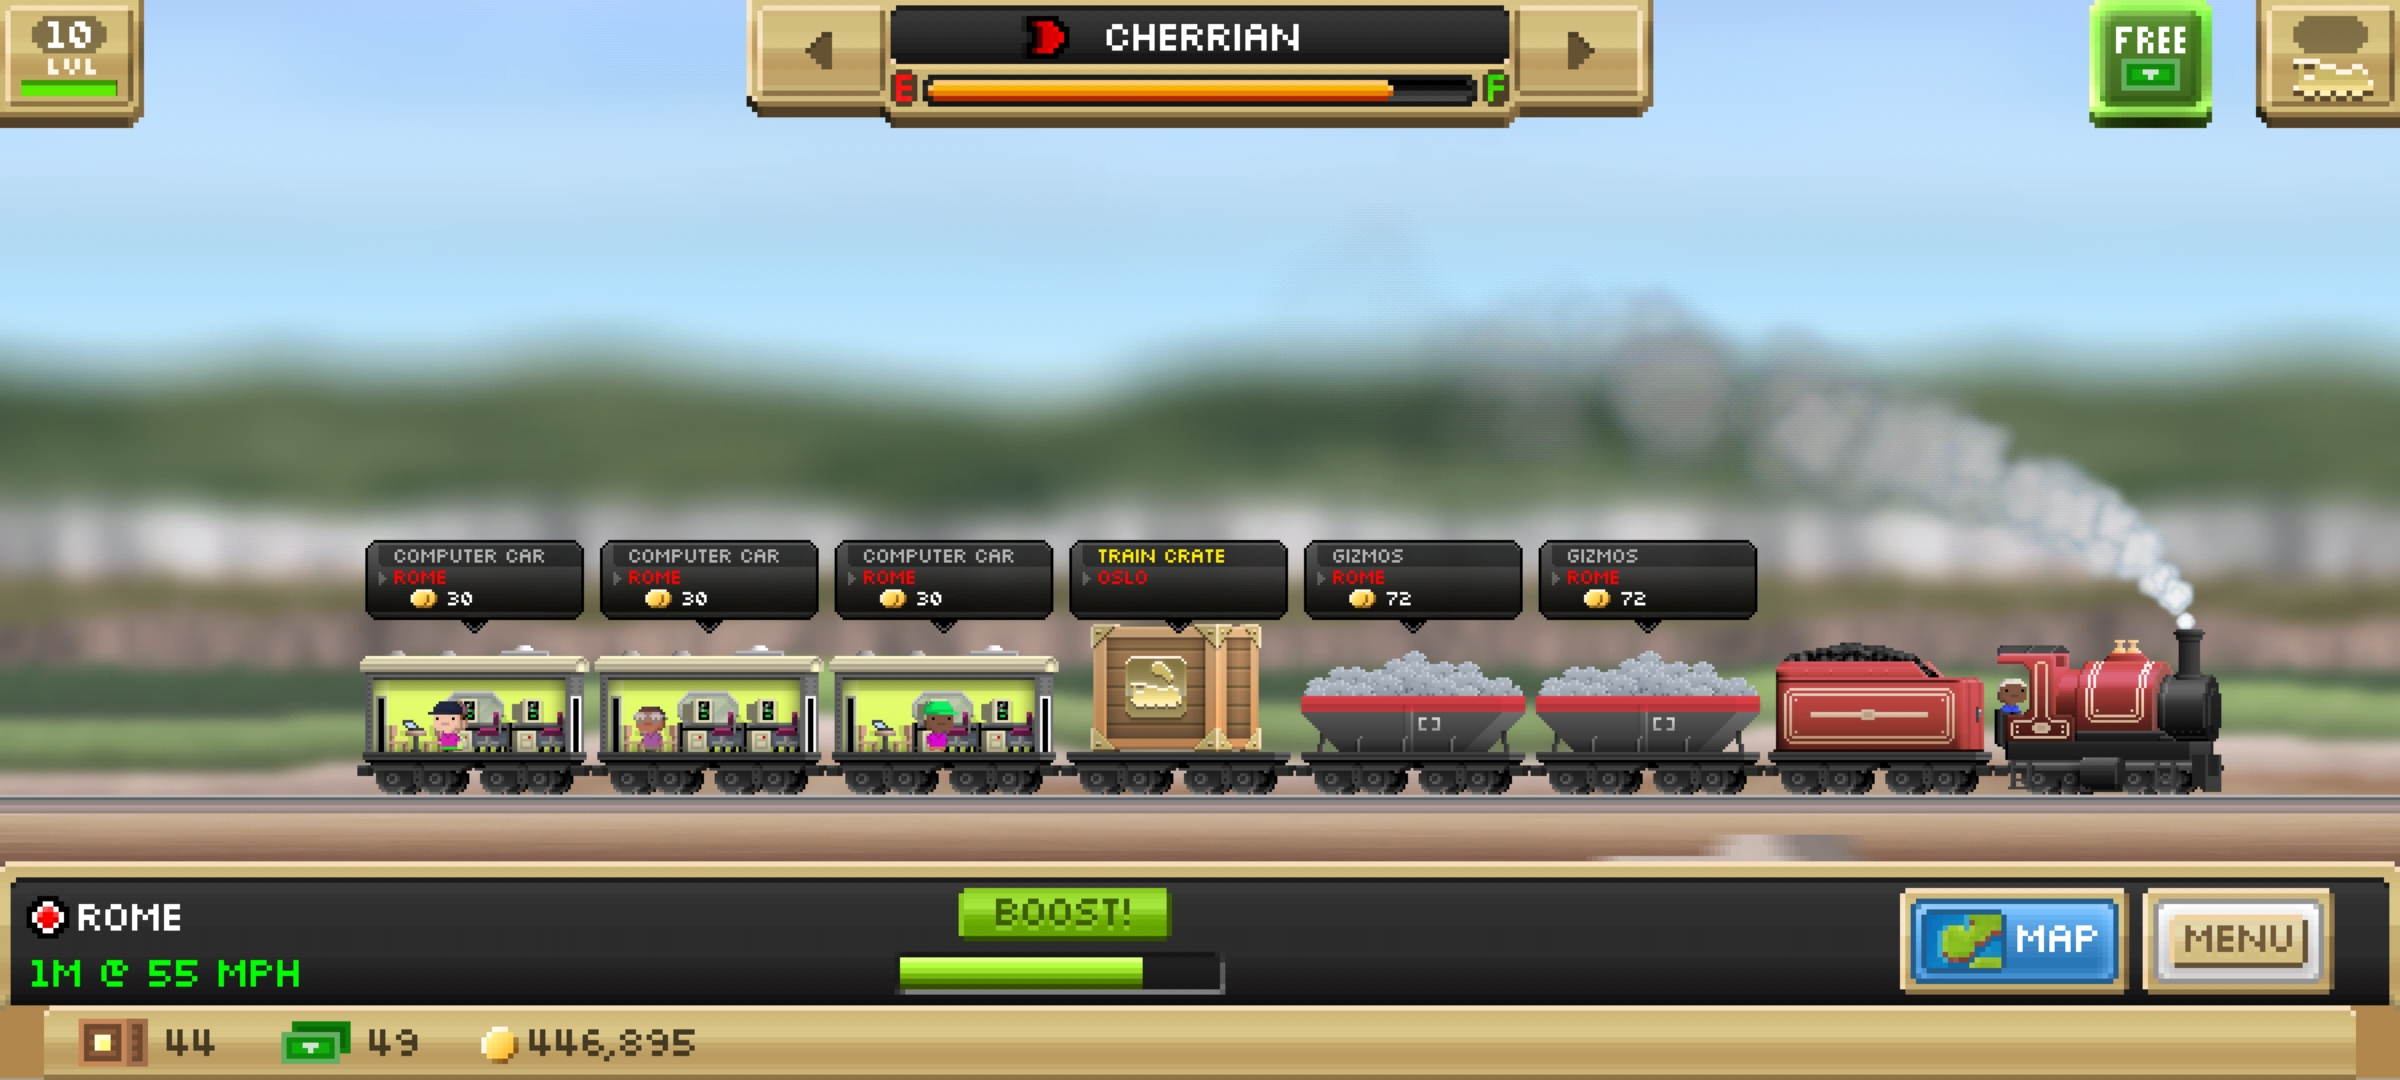 10
LVL
CHERRIAN
E
F
FREE
COMPUTER CAR
ROME
30
COMPUTER CAR
ROME
30
COMPUTER CAR
ROME
30
TRAIN CRATE
OSLO
GIZMOS
ROME
72
GIZMOS
ROME
72
ROME
1M @ 55 MPH
BOOST!
MAP
MENU
44
49
446,895